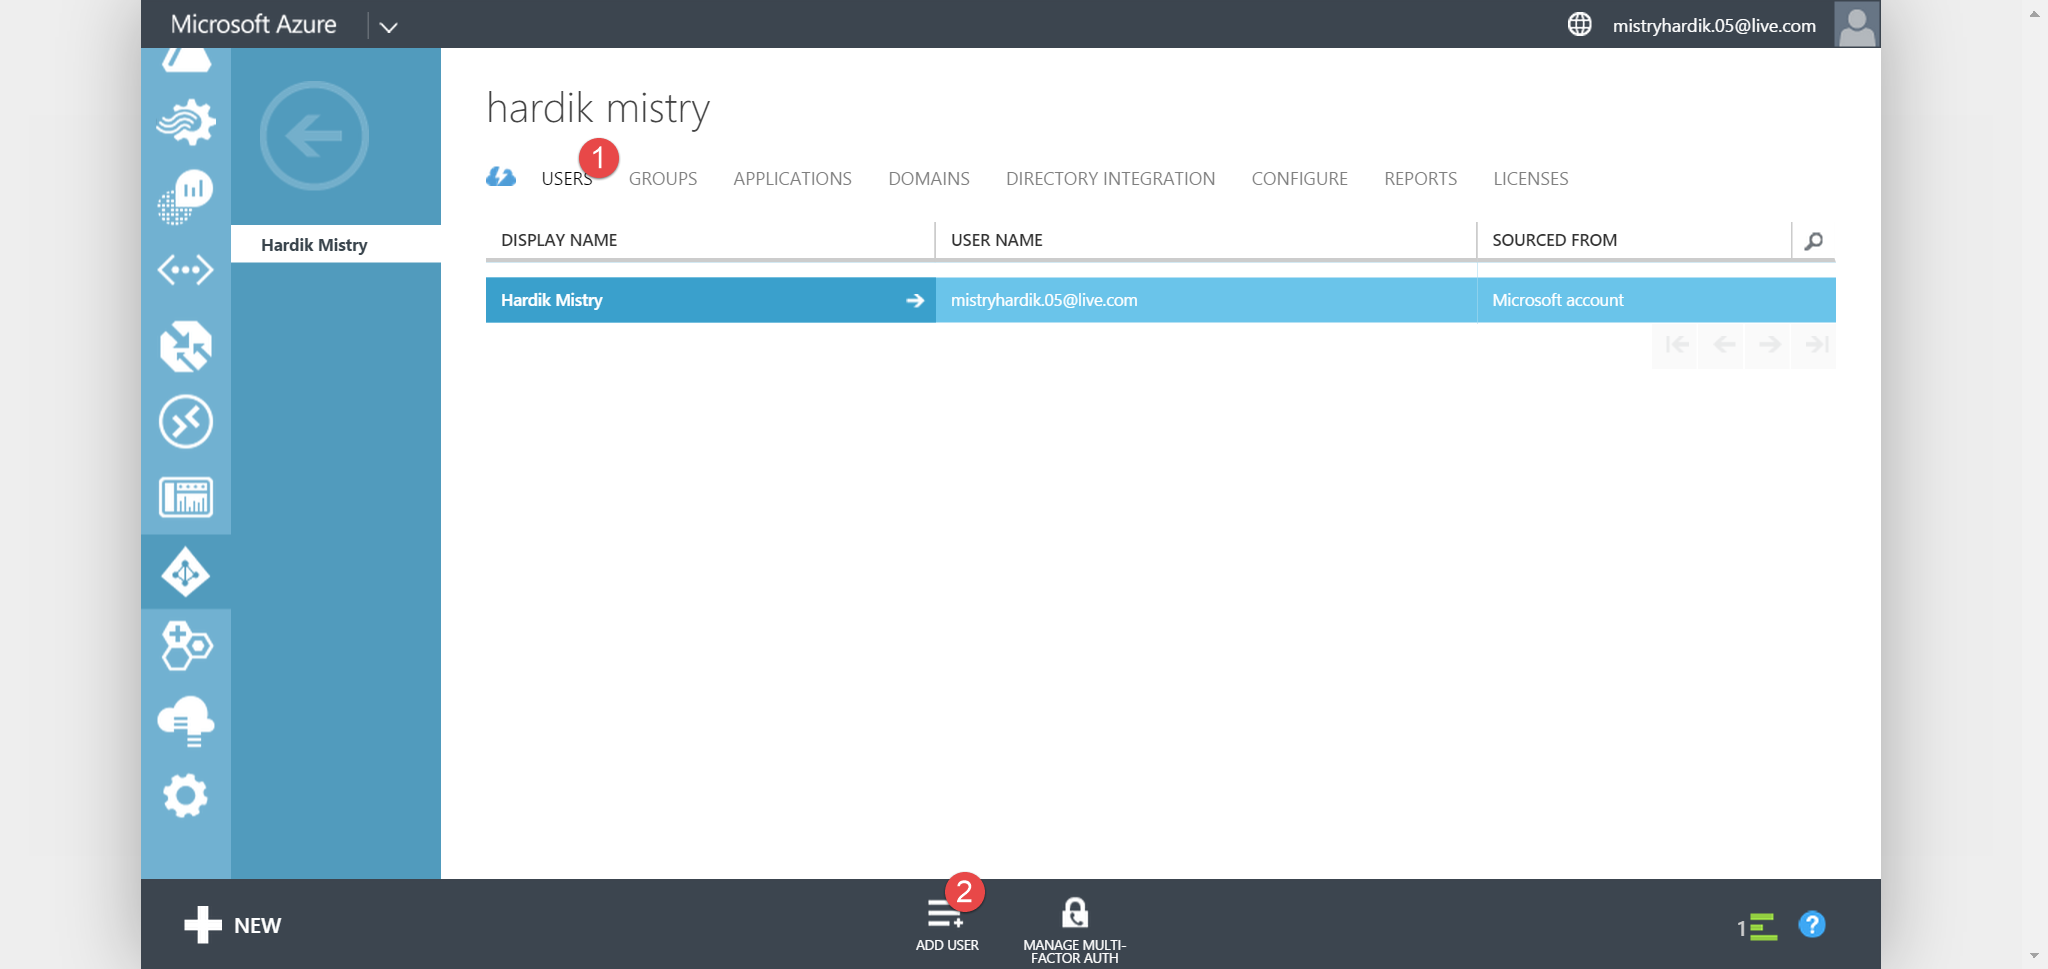 Microsoft Azure
mistryhardik.05@live.com
hardik mistry
1
USERS GROUPS APPLICATIONS DOMAINS DIRECTORY INTEGRATION CONFIGURE REPORTS LICENSES
Hardik Mistry
DISPLAY NAME USER NAME SOURCED FROM
Hardik Mistry mistryhardik.05@live.com Microsoft account
NEW
2
ADD USER
MANAGE MULTI-
FACTOR AUTH
1
?